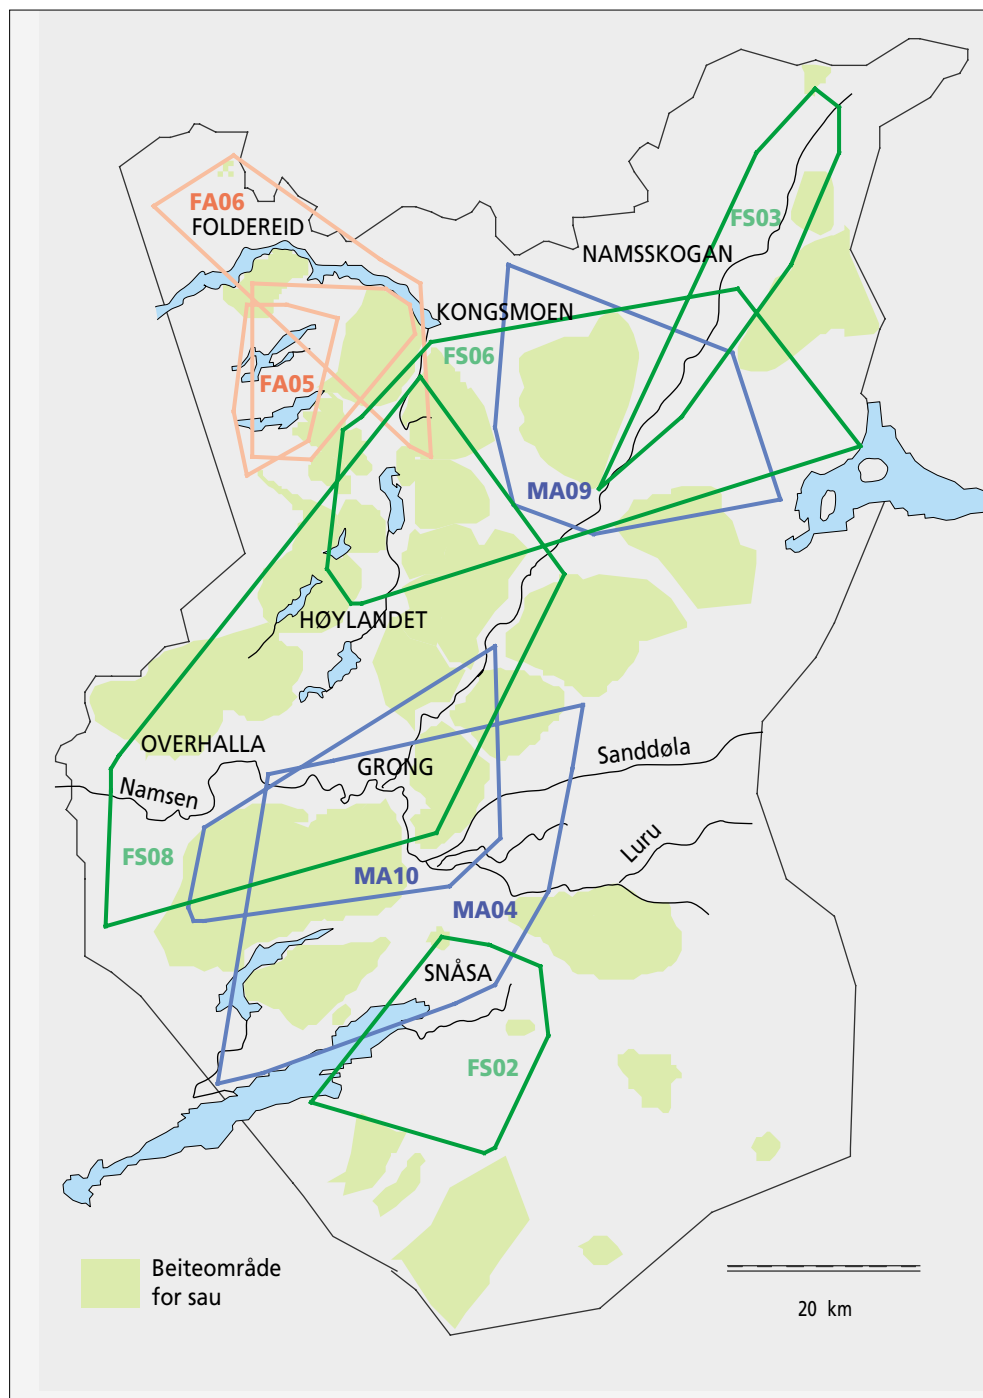 FA06
FOLDEREID
FS03
NAMSSKOGAN
KONGSMOEN
FS06
FA05
MA09
HØYLANDET
OVERHALLA
GRONG
Sanddøla
Namsen
Luru
FS08
MA10
MA04
SNÅSA
FS02
Beiteområde
for sau
20 km